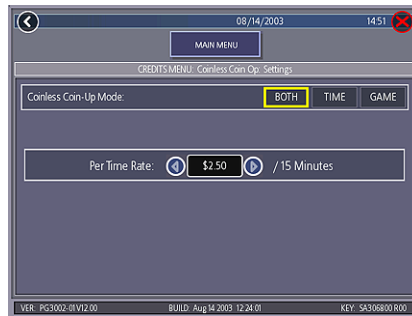 08/14/2003 14:51
MAIN MENU
CREDITS MENU: Coinless Coin Op: Settings
Coinless Coin-Up Mode: BOTH TIME GAME
Per Time Rate: $2.50 / 15 Minutes
VER: PG3002-01V12.00 BUILD: Aug 14 2003 12:24:01 KEY: SA306800 R00